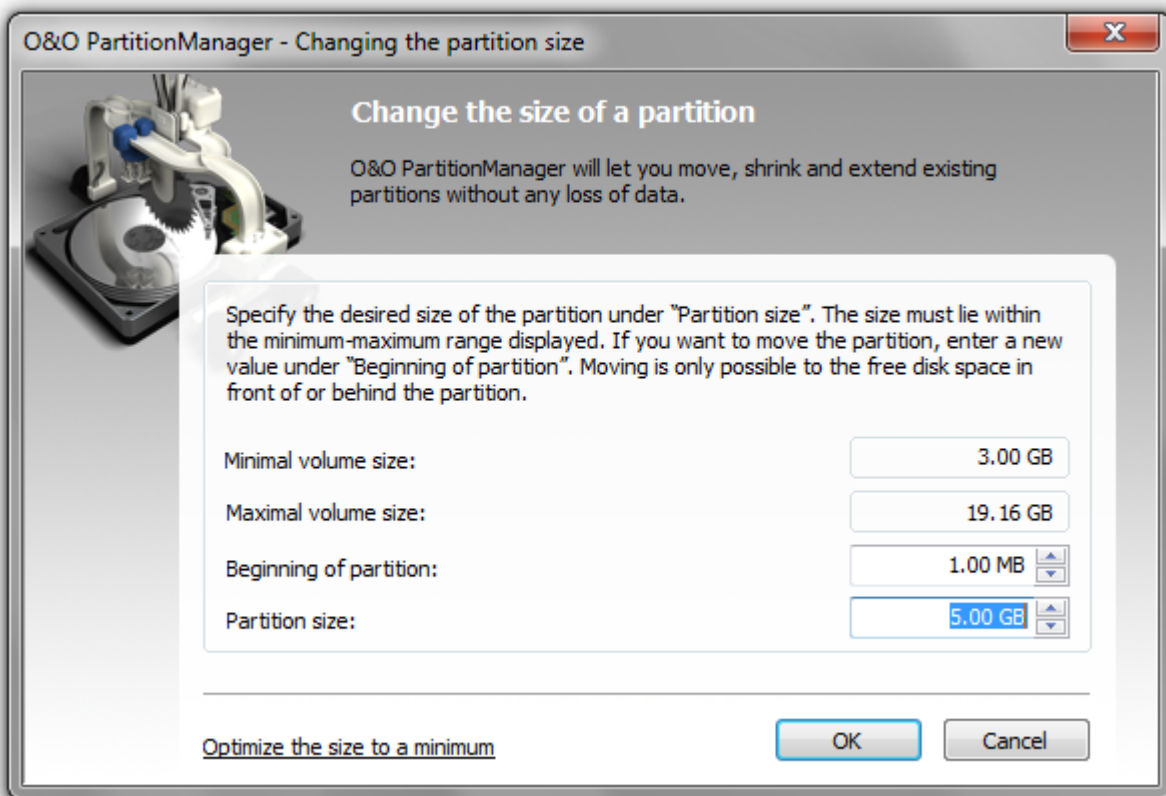 O&O PartitionManager - Changing the partition size
x
Change the size of a partition
O&O PartitionManager will let you move, shrink and extend existing
partitions without any loss of data.
Specify the desired size of the partition under “Partition size”. The size must lie within
the minimum-maximum range displayed. If you want to move the partition, enter a new
value under “Beginning of partition”. Moving is only possible to the free disk space in
front of or behind the partition.
Minimal volume size: 3.00 GB
Maximal volume size: 19.16 GB
Beginning of partition: 1.00 MB
Partition size: 5.00 GB
Optimize the size to a minimum OK Cancel